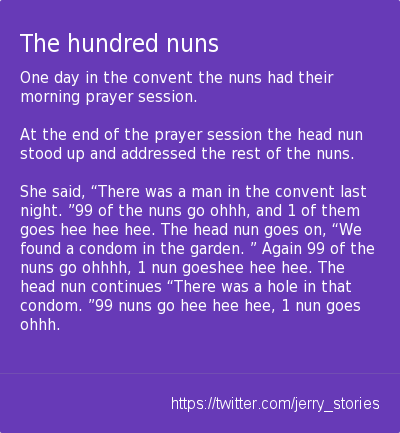 The hundred nuns
One day in the convent the nuns had their
morning prayer session.
At the end of the prayer session the head nun
stood up and addressed the rest of the nuns.
She said, “There was a man in the convent last
night. ”99 of the nuns go ohhh, and 1 of them
goes hee hee hee. The head nun goes on, “We
found a condom in the garden. ” Again 99 of the
nuns go ohhhh, 1 nun goeshee hee hee. The
head nun continues “There was a hole in that
condom. ”99 nuns go hee hee hee, 1 nun goes
ohhh.
https://twitter.com/jerry_stories